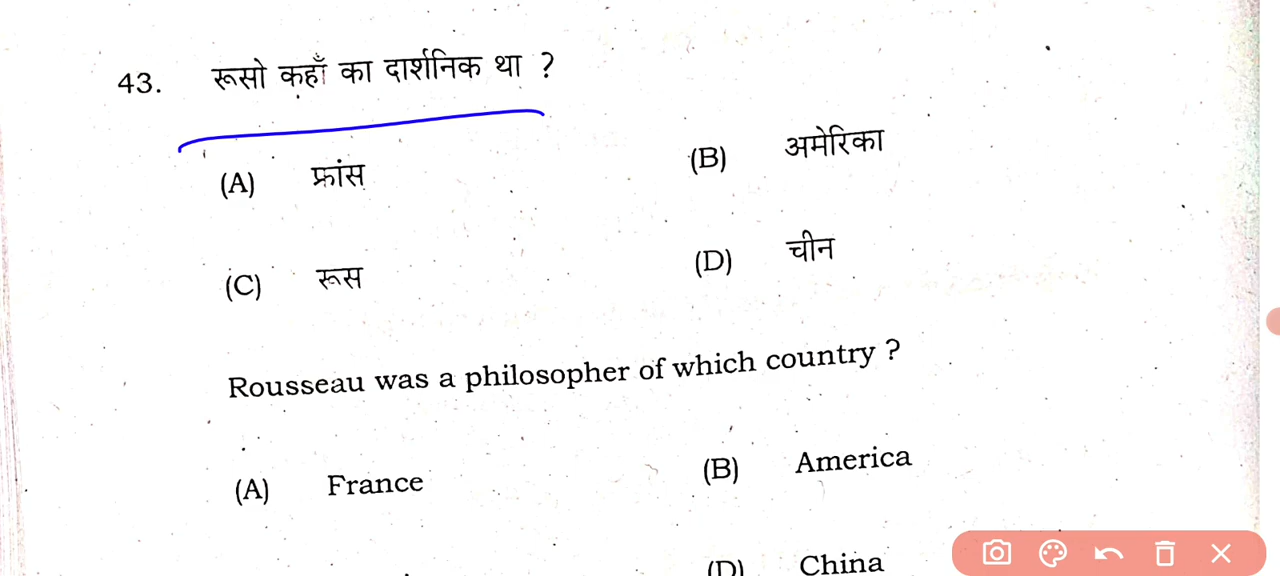 43. रूसो कहाँ का दार्शनिक था ?
(A) फ्रांस (B) अमेरिका
(C) रूस (D) चीन
Rousseau was a philosopher of which country ?
(A) France (B) America
(D) China